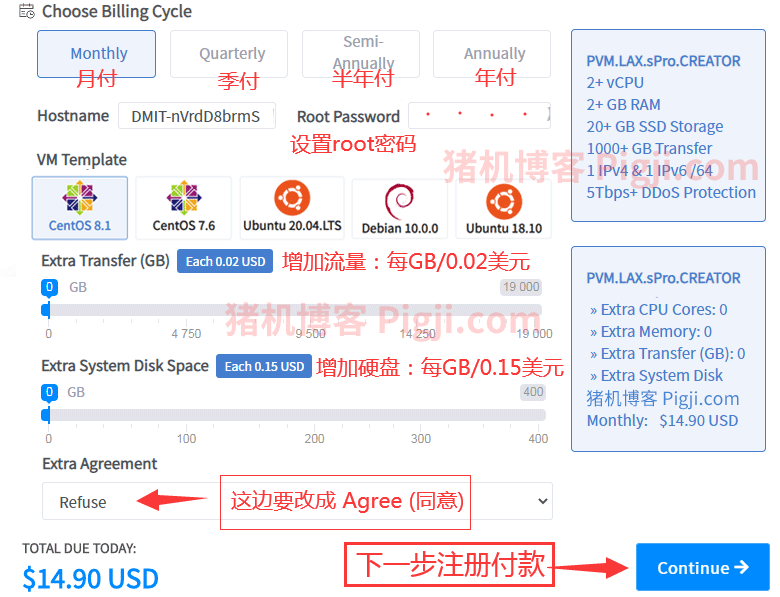 Choose Billing Cycle
Monthly
月付
Quarterly
季付
Semi-
Annually
半年付
Annually
年付
Hostname
DMIT-nVrdD8brmS
Root Password
设置root密码
VM Template
CentOS 8.1
CentOS 7.6
Ubuntu 20.04.LTS
Debian 10.0.0
Ubuntu 18.10
Extra Transfer (GB)
Each 0.02 USD
增加流量：每GB/0.02美元
0 GB
19 000
0 4 750 9 500 14 250 19 000
猪机博客 Pigji.com
Extra System Disk Space
Each 0.15 USD
增加硬盘：每GB/0.15美元
0 GB
400
0 100 200 300 400
Extra Agreement
Refuse
这边要改成 Agree (同意)
TOTAL DUE TODAY:
$14.90 USD
下一步注册付款
Continue
PVM.LAX.sPro.CREATOR
2+ vCPU
2+ GB RAM
20+ GB SSD Storage
1000+ GB Transfer
猪机博客 Pigji.com
1 IPv4 & 1 IPv6 /64
5Tbps+ DDoS Protection
PVM.LAX.sPro.CREATOR
» Extra CPU Cores: 0
» Extra Memory: 0
» Extra Transfer (GB): 0
» Extra System Disk
猪机博客 Pigji.com
Monthly: $14.90 USD